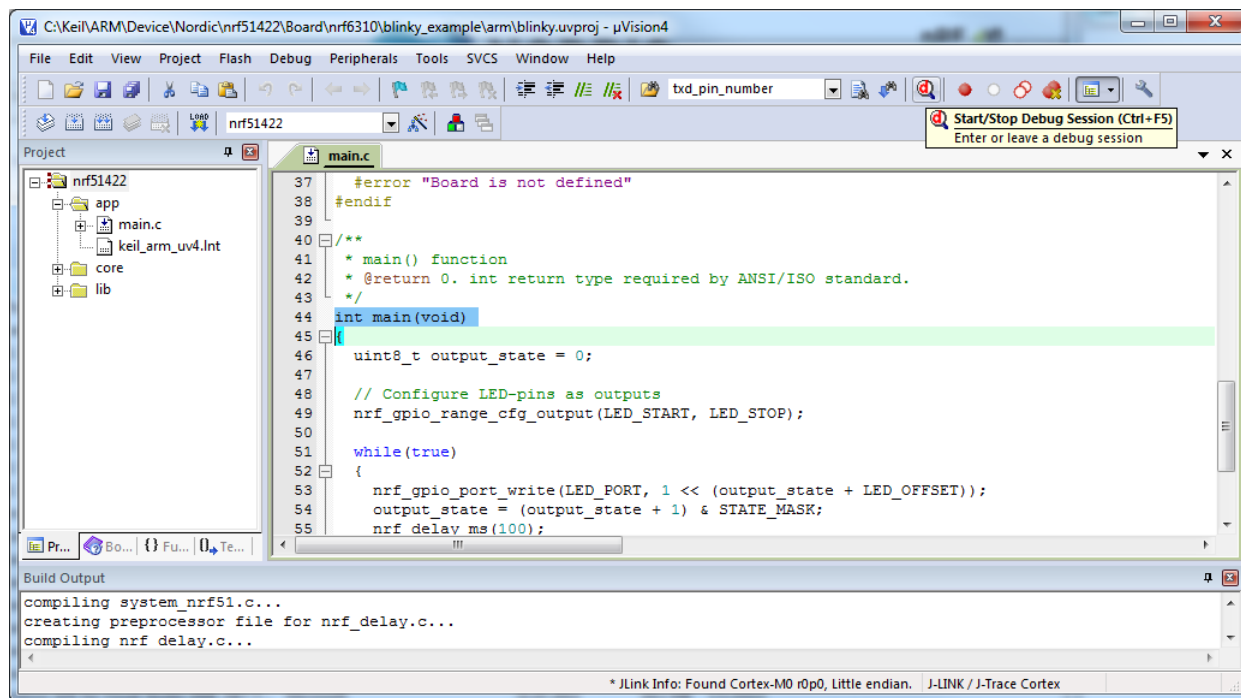 C:\Keil\ARM\Device\Nordic\nrf51422\Board\nrf6310\blinky_example\arm\blinky.uvproj - µVision4
File Edit View Project Flash Debug Peripherals Tools SVCS Window Help
txd_pin_number
LOAD nrf51422
Start/Stop Debug Session (Ctrl+F5)
Enter or leave a debug session
Project
nrf51422
app
main.c
keil_arm_uv4.lnt
core
lib
Pr... Bo... {} Fu... Te...
main.c
37 #error "Board is not defined"
38 #endif
39
40 /**
41 * main() function
42 * @return 0. int return type required by ANSI/ISO standard.
43 */
44 int main(void)
45 {
46 uint8_t output_state = 0;
47
48 // Configure LED-pins as outputs
49 nrf_gpio_range_cfg_output(LED_START, LED_STOP);
50
51 while(true)
52 {
53 nrf_gpio_port_write(LED_PORT, 1 << (output_state + LED_OFFSET));
54 output_state = (output_state + 1) & STATE_MASK;
55 nrf_delay_ms(100);
Build Output
compiling system_nrf51.c...
creating preprocessor file for nrf_delay.c...
compiling nrf_delay.c...
* JLink Info: Found Cortex-M0 r0p0, Little endian. J-LINK / J-Trace Cortex